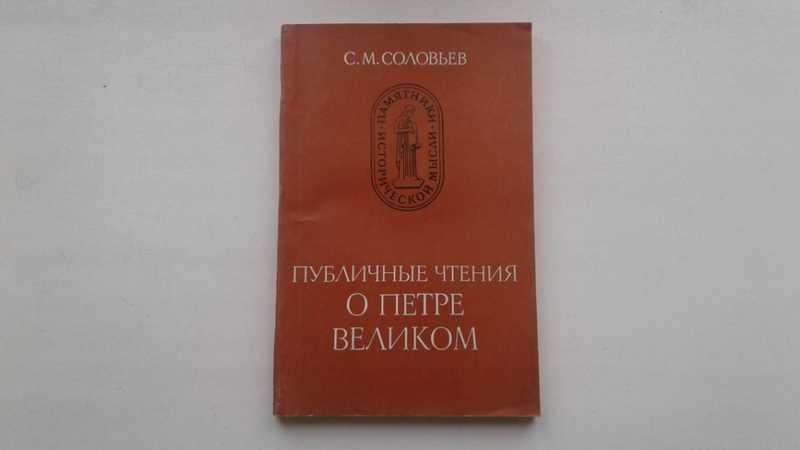 С. М. СОЛОВЬЕВ
ПАМЯТНИКИ
ИСТОРИЧЕСКОЙ МЫСЛИ
ПУБЛИЧНЫЕ ЧТЕНИЯ
О ПЕТРЕ
ВЕЛИКОМ